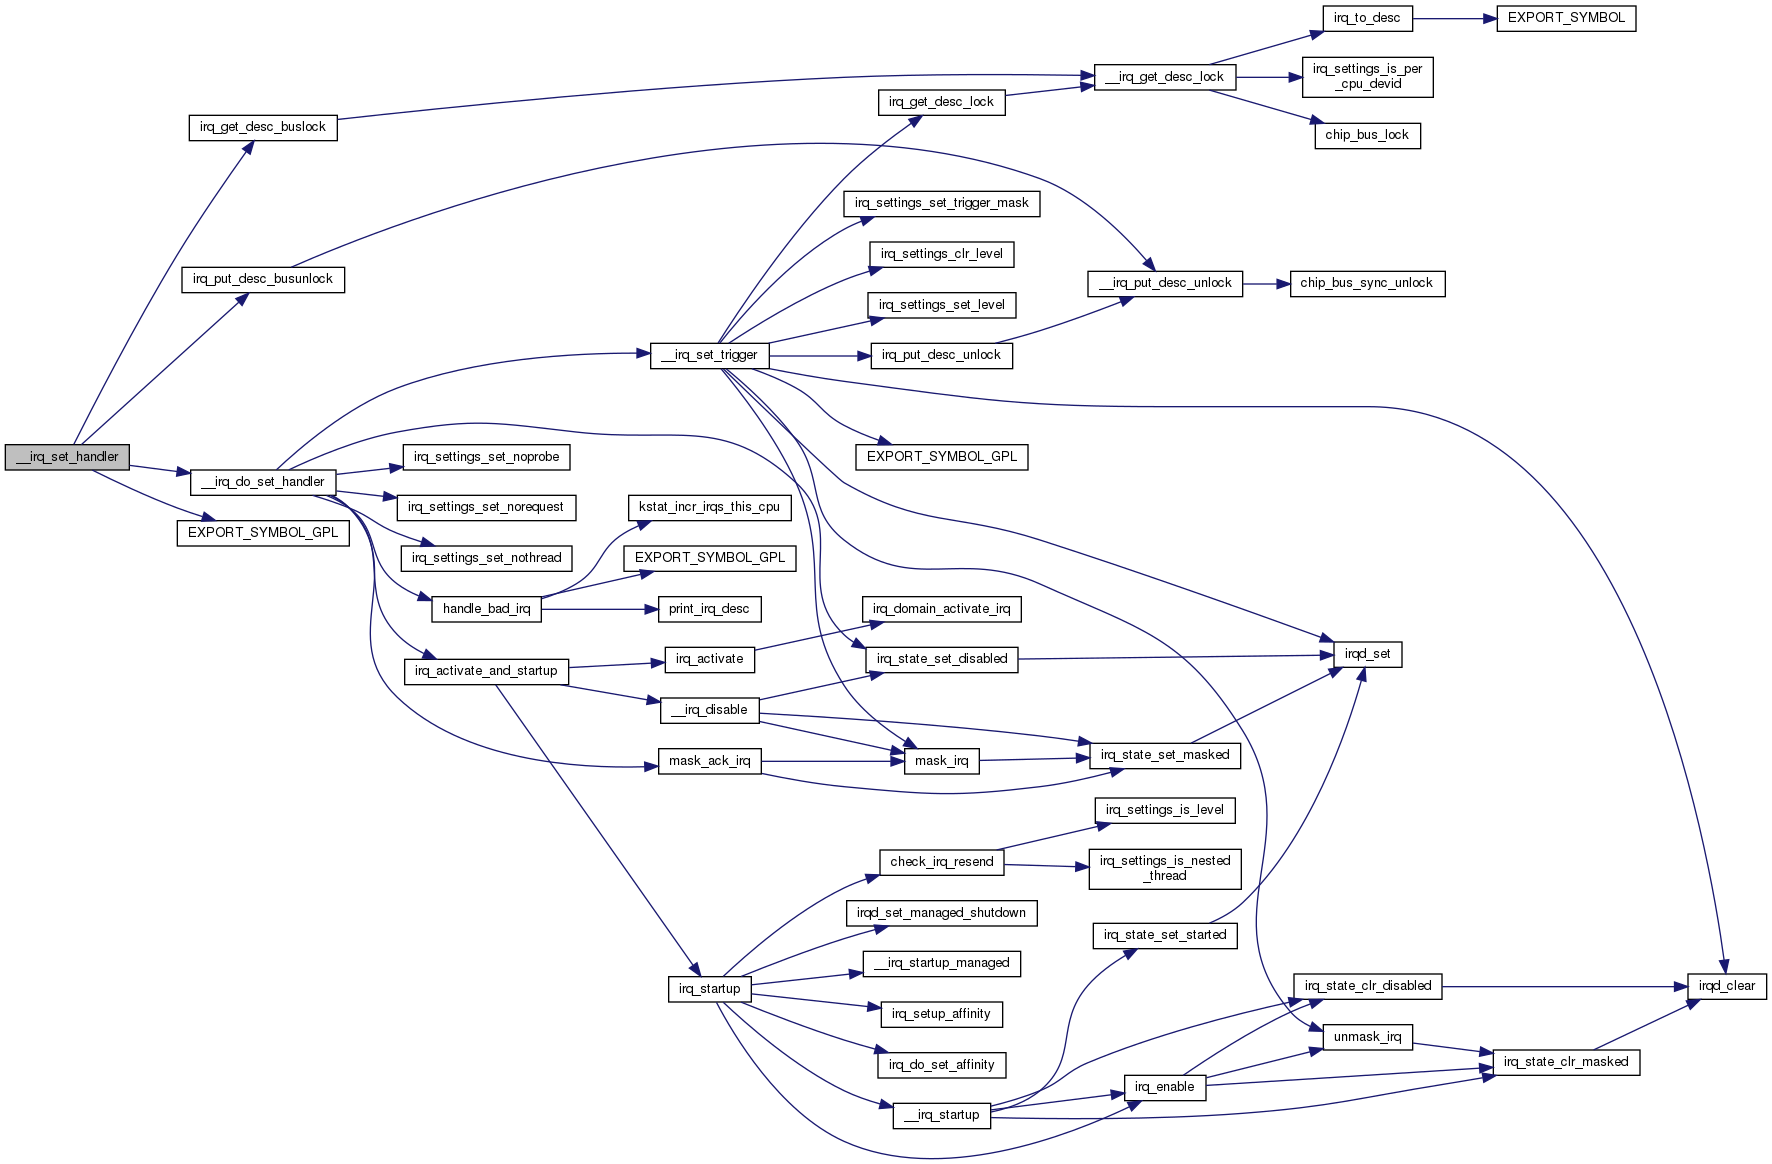 irq_to_desc
EXPORT_SYMBOL
__irq_get_desc_lock
irq_settings_is_per
_cpu_devid
irq_get_desc_lock
irq_get_desc_buslock
chip_bus_lock
irq_settings_set_trigger_mask
irq_settings_clr_level
irq_put_desc_busunlock
__irq_put_desc_unlock
chip_bus_sync_unlock
irq_settings_set_level
__irq_set_trigger
irq_put_desc_unlock
__irq_set_handler
irq_settings_set_noprobe
EXPORT_SYMBOL_GPL
__irq_do_set_handler
irq_settings_set_norequest
kstat_incr_irqs_this_cpu
EXPORT_SYMBOL_GPL
irq_settings_set_nothread
EXPORT_SYMBOL_GPL
handle_bad_irq
print_irq_desc
irq_domain_activate_irq
irq_activate_and_startup
irq_activate
irq_state_set_disabled
irqd_set
__irq_disable
mask_ack_irq
mask_irq
irq_state_set_masked
irq_settings_is_level
check_irq_resend
irq_settings_is_nested
_thread
irqd_set_managed_shutdown
irq_state_set_started
__irq_startup_managed
irq_startup
irq_state_clr_disabled
irqd_clear
irq_setup_affinity
unmask_irq
irq_do_set_affinity
irq_state_clr_masked
irq_enable
__irq_startup